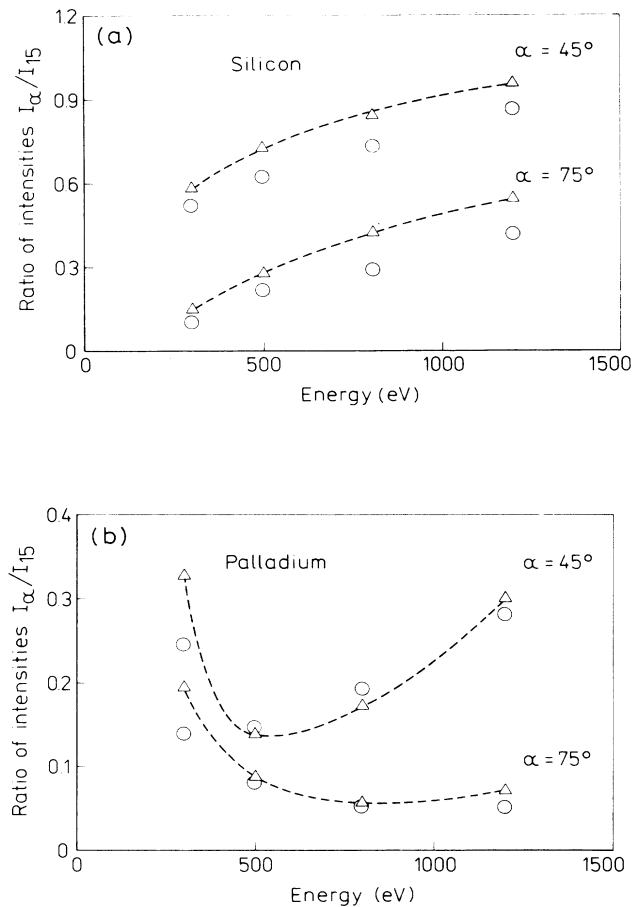 (a)
Silicon
α = 45°
α = 75°
Ratio of intensities Iα/I15
1.2
0.9
0.6
0.3
0
0
500
1000
1500
Energy (eV)
(b)
Palladium
α = 45°
α = 75°
Ratio of intensities Iα/I15
0.4
0.3
0.2
0.1
0
0
500
1000
1500
Energy (eV)